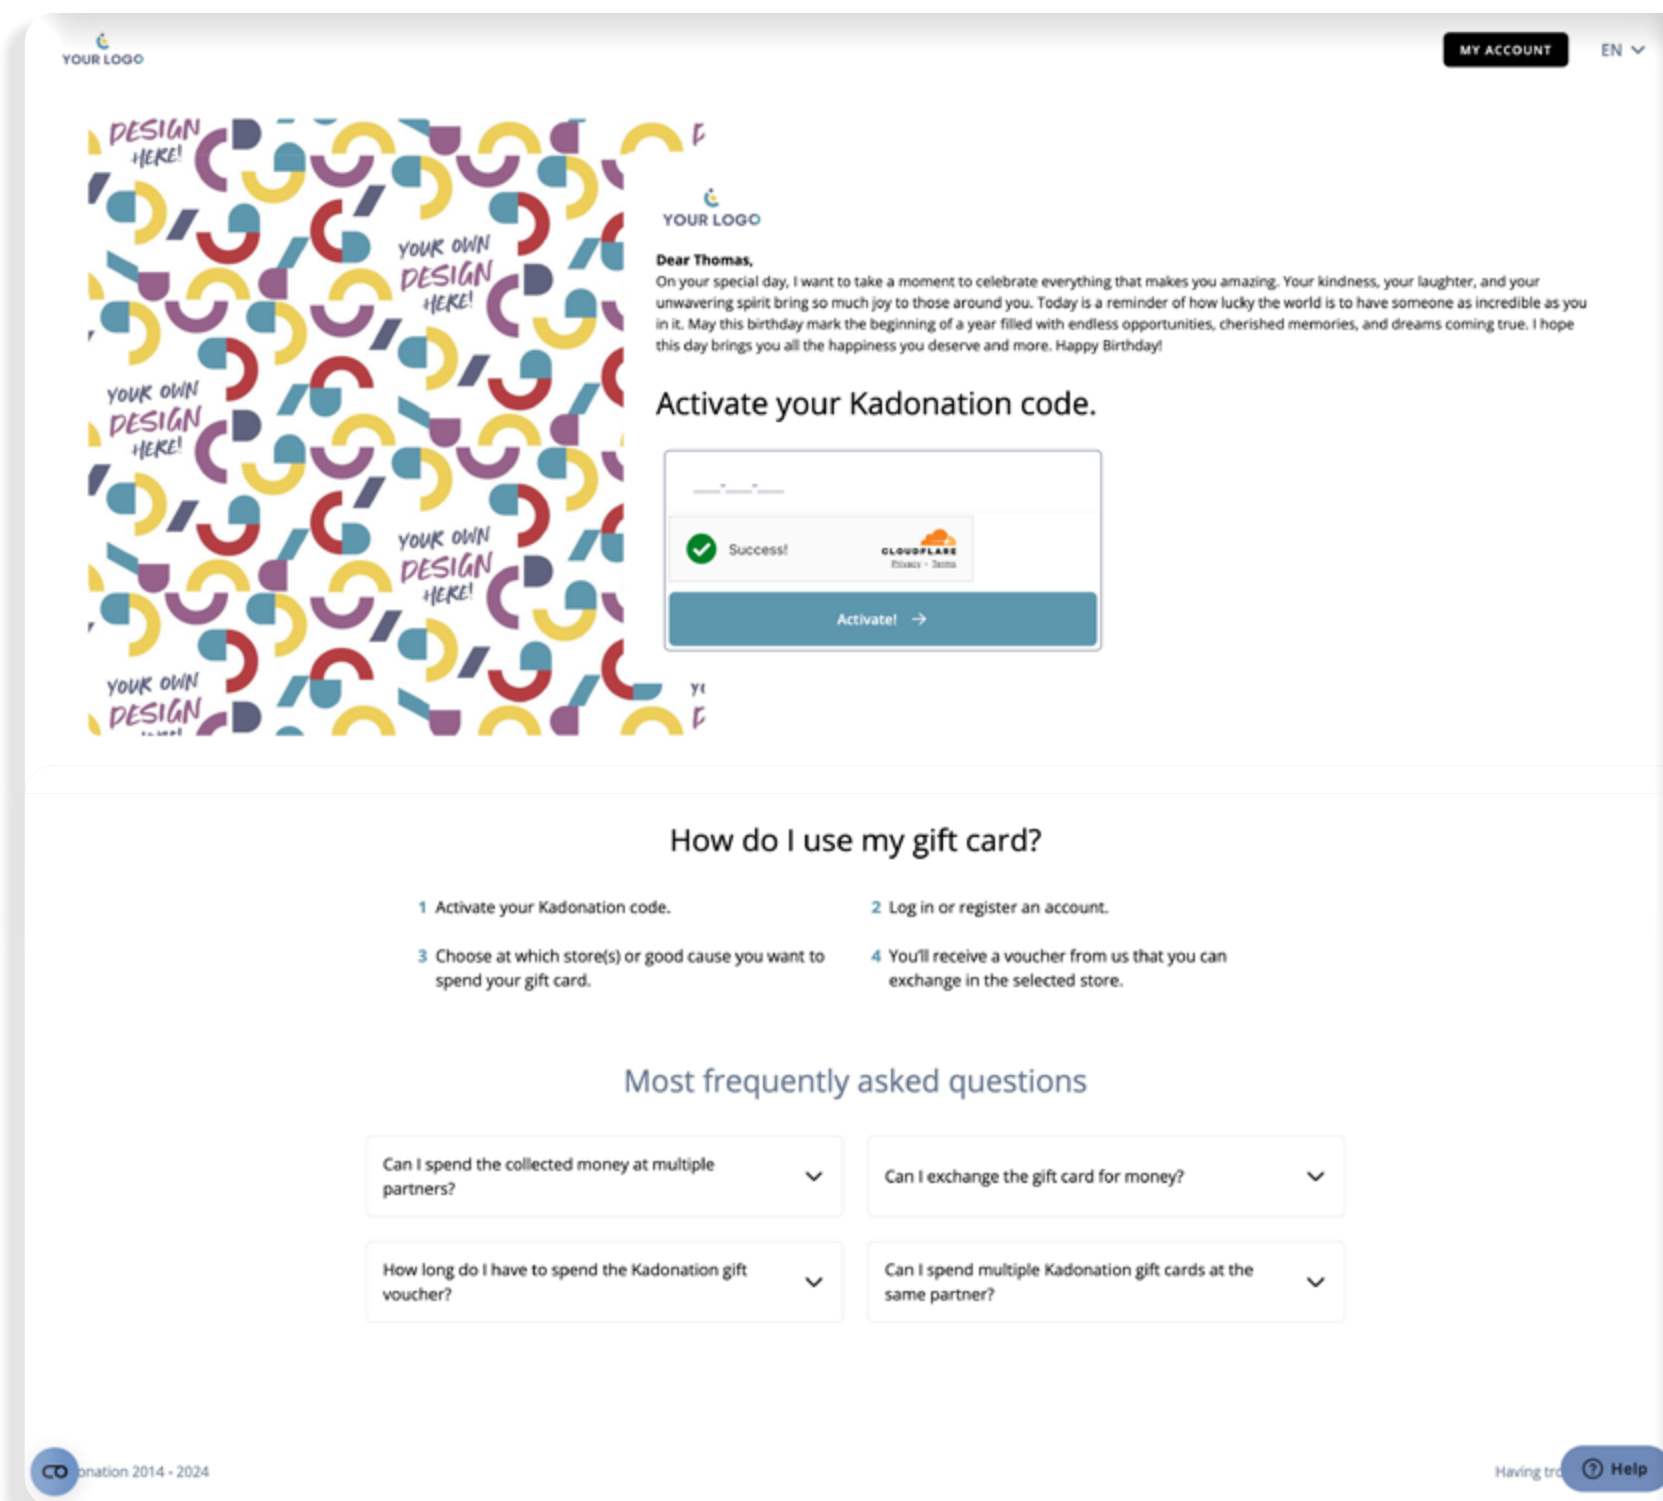 YOUR LOGO
MY ACCOUNT
EN
DESIGN
HERE!
YOUR OWN
DESIGN
HERE!
YOUR OWN
DESIGN
HERE!
YOUR OWN
DESIGN
HERE!
YOUR OWN
DESIGN
YOUR LOGO
Dear Thomas,
On your special day, I want to take a moment to celebrate everything that makes you amazing. Your kindness, your laughter, and your
unwavering spirit bring so much joy to those around you. Today is a reminder of how lucky the world is to have someone as incredible as you
in it. May this birthday mark the beginning of a year filled with endless opportunities, cherished memories, and dreams coming true. I hope
this day brings you all the happiness you deserve and more. Happy Birthday!
Activate your Kadonation code.
___-___-___
Success!
CLOUDFLARE
Privacy • Terms
Activate! →
How do I use my gift card?
1 Activate your Kadonation code.
2 Log in or register an account.
3 Choose at which store(s) or good cause you want to
spend your gift card.
4 You'll receive a voucher from us that you can
exchange in the selected store.
Most frequently asked questions
Can I spend the collected money at multiple
partners?
Can I exchange the gift card for money?
How long do I have to spend the Kadonation gift
voucher?
Can I spend multiple Kadonation gift cards at the
same partner?
onation 2014 - 2024
Having tro
Help